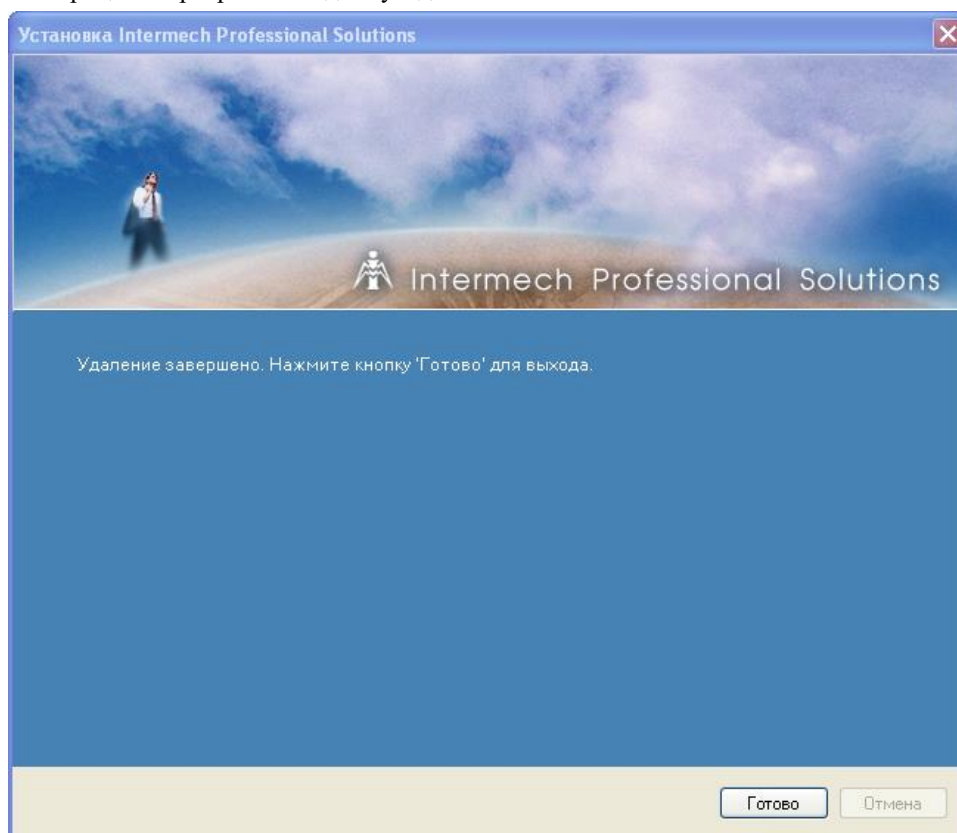 Установка Intermech Professional Solutions
Intermech Professional Solutions
Удаление завершено. Нажмите кнопку 'Готово' для выхода.
Готово
Отмена